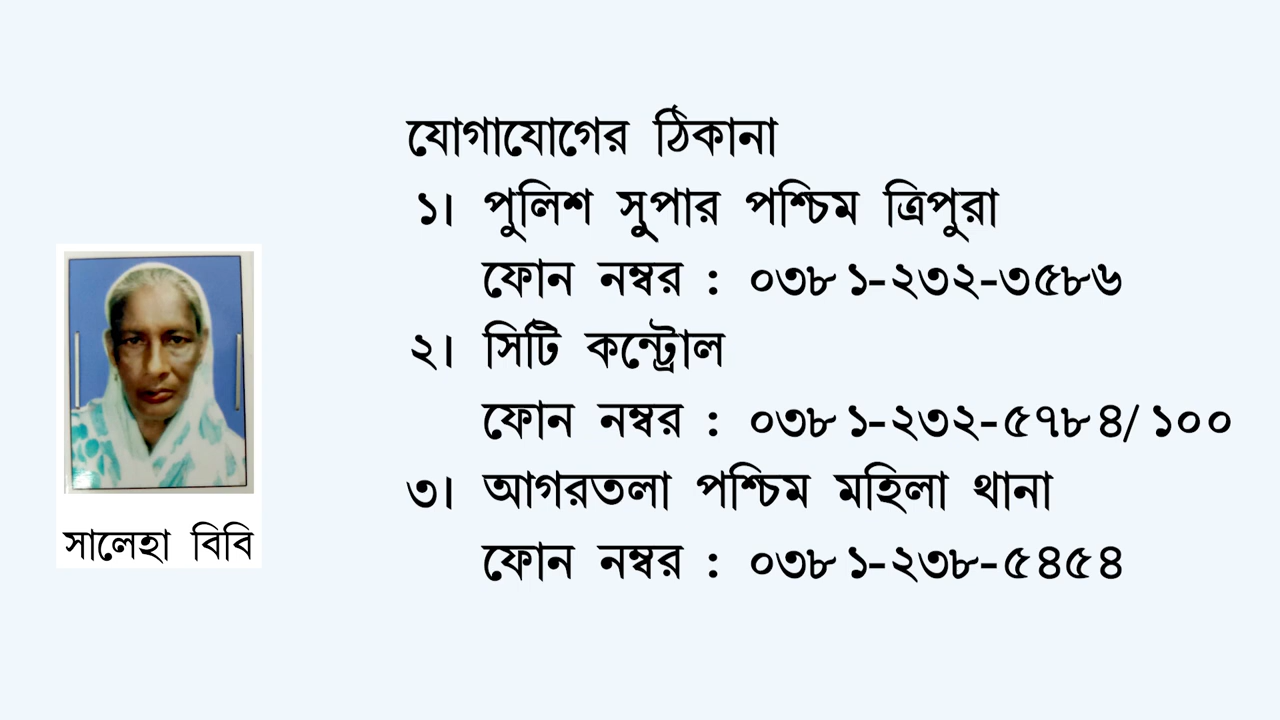 যোগাযোগের ঠিকানা
১। পুলিশ সুপার পশ্চিম ত্রিপুরা
ফোন নম্বর : ০৩৮১-২৩২-৩৫৮৬
২। সিটি কন্ট্রোল
ফোন নম্বর : ০৩৮১-২৩২-৫৭৮৪/১০০
৩। আগরতলা পশ্চিম মহিলা থানা
ফোন নম্বর : ০৩৮১-২৩৮-৫৪৫৪
সালেহা বিবি